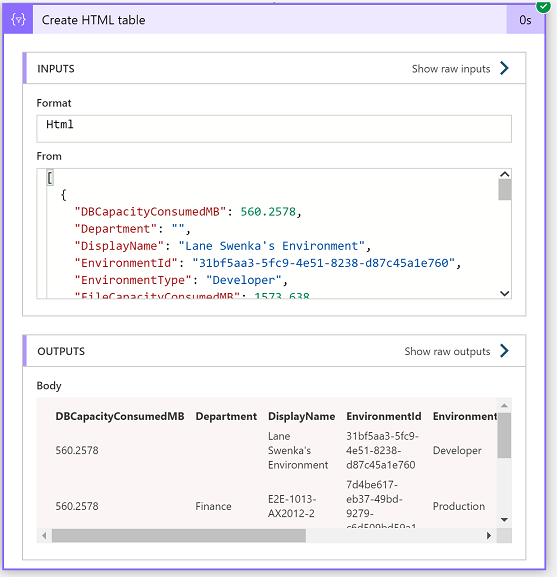 {v} Create HTML table 0s
INPUTS Show raw inputs
Format
Html
From
[
{
"DBCapacityConsumedMB": 560.2578,
"Department": "",
"DisplayName": "Lane Swenka's Environment",
"EnvironmentId": "31bf5aa3-5fc9-4e51-8238-d87c45a1e760",
"EnvironmentType": "Developer",
"FileCapacityConsumedMB": 1573.638
OUTPUTS Show raw outputs
Body
DBCapacityConsumedMB Department DisplayName EnvironmentId Environment
560.2578
Lane
Swenka's
Environment
31bf5aa3-5fc9-
4e51-8238-
d87c45a1e760
Developer
560.2578
Finance
E2E-1013-
AX2012-2
7d4be617-
eb37-49bd-
9279-
c6d509bd59a1
Production